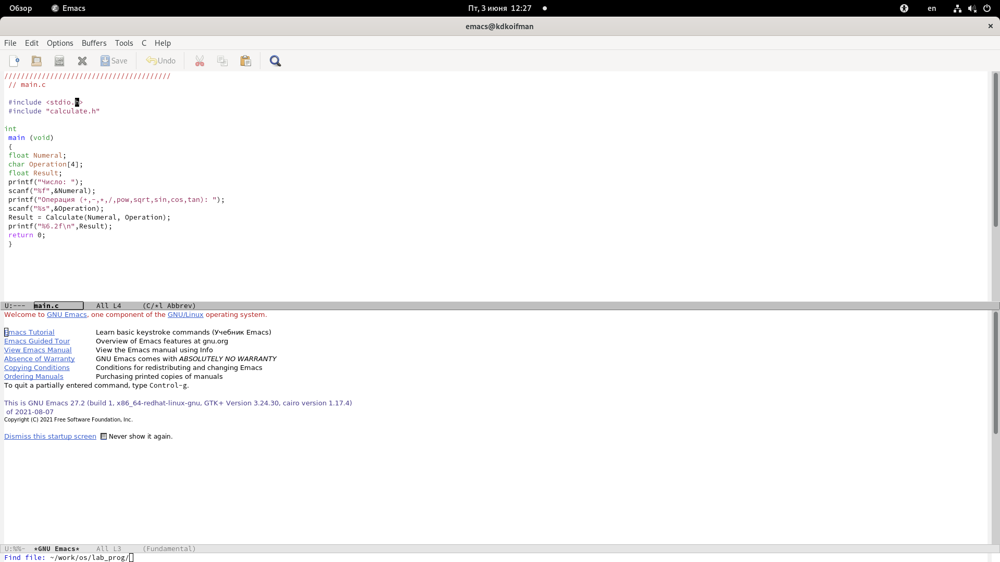 Обзор Emacs Пт, 3 июня 12:27 en
emacs@kdkoifman
File Edit Options Buffers Tools C Help
Save Undo
////////////////////////////////////////
// main.c
#include <stdio.h>
#include "calculate.h"
int
main (void)
{
float Numeral;
char Operation[4];
float Result;
printf("Число: ");
scanf("%f",&Numeral);
printf("Операция (+,-,*,/,pow,sqrt,sin,cos,tan): ");
scanf("%s",&Operation);
Result = Calculate(Numeral, Operation);
printf("%6.2f\n",Result);
return 0;
}
U:--- main.c All L4 (C/*l Abbrev)
Welcome to GNU Emacs, one component of the GNU/Linux operating system.
Emacs Tutorial Learn basic keystroke commands (Учебник Emacs)
Emacs Guided Tour Overview of Emacs features at gnu.org
View Emacs Manual View the Emacs manual using Info
Absence of Warranty GNU Emacs comes with ABSOLUTELY NO WARRANTY
Copying Conditions Conditions for redistributing and changing Emacs
Ordering Manuals Purchasing printed copies of manuals
To quit a partially entered command, type Control-g.
This is GNU Emacs 27.2 (build 1, x86_64-redhat-linux-gnu, GTK+ Version 3.24.30, cairo version 1.17.4)
of 2021-08-07
Copyright (C) 2021 Free Software Foundation, Inc.
Dismiss this startup screen Never show it again.
U:%%- *GNU Emacs* All L3 (Fundamental)
Find file: ~/work/os/lab_prog/